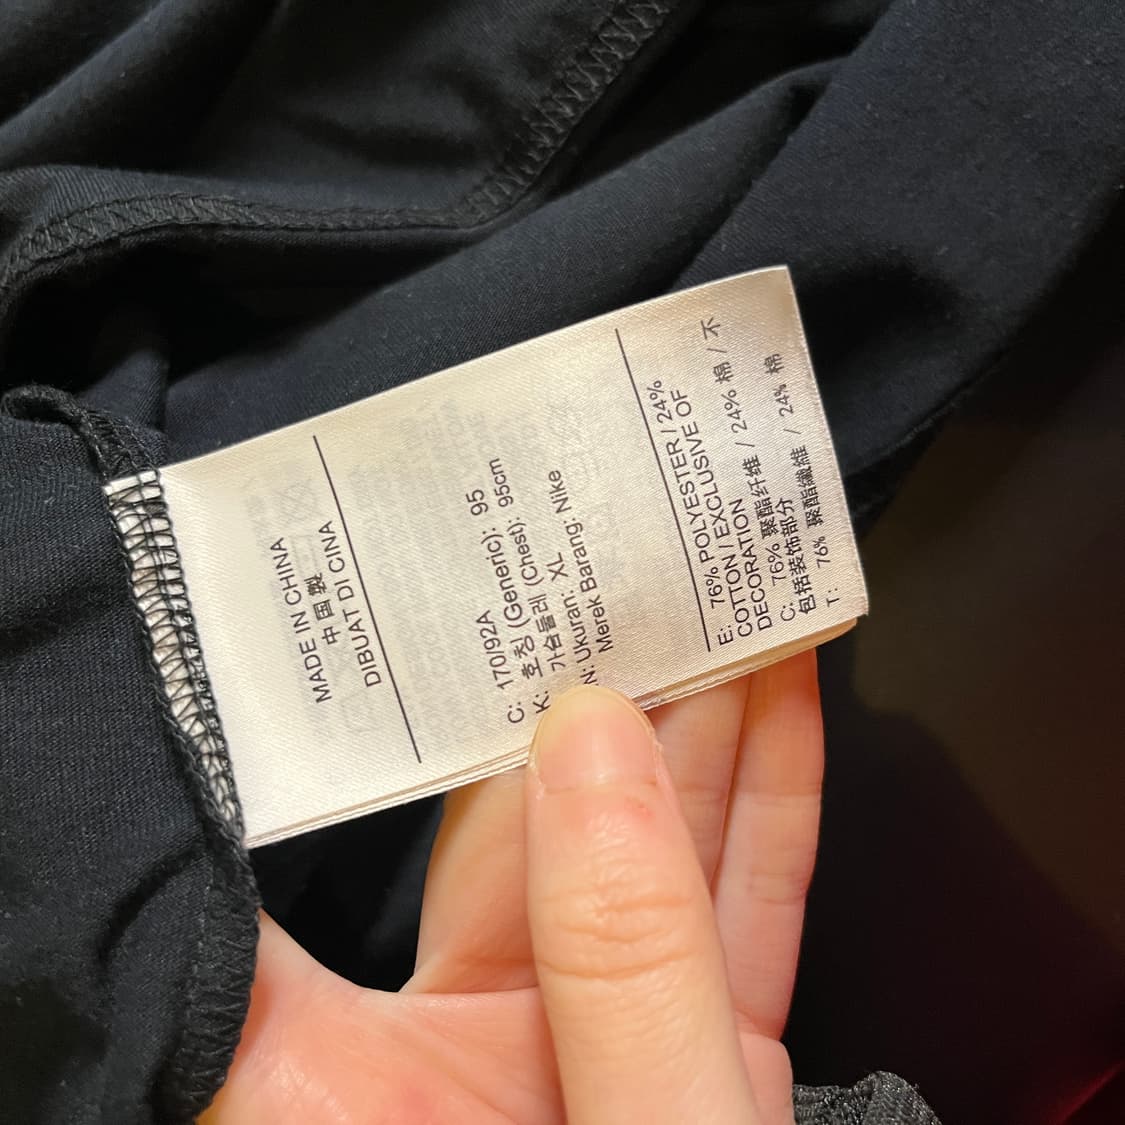 MADE IN CHINA
中国製
DIBUAT DI CINA
C: 170/92A
K: 호칭 (Generic): 95
가슴둘레 (Chest): 95cm
N: Ukuran: XL
Merek Barang: Nike
E: 76% POLYESTER / 24%
COTTON / EXCLUSIVE OF
DECORATION
C: 76% 聚酯纤维 / 24% 棉 / 不
包括装饰部分
T: 76% 聚酯纖維 / 24% 棉